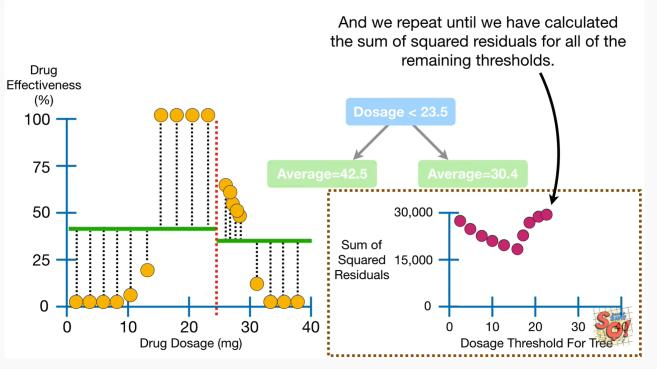 And we repeat until we have calculated
the sum of squared residuals for all of the
remaining thresholds.
Drug
Effectiveness
(%)
100
75
50
25
0
0
10
20
30
40
Drug Dosage (mg)
Dosage < 23.5
Average=42.5
Average=30.4
Sum of
Squared
Residuals
30,000
15,000
0
0
10
20
30
40
Dosage Threshold For Tree
SQ!